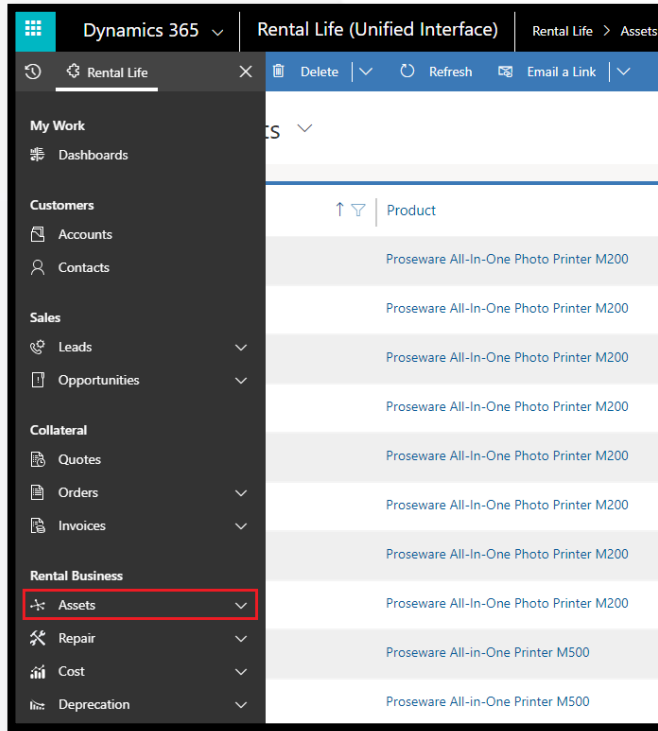 Dynamics 365
Rental Life (Unified Interface)
Rental Life > Assets
Rental Life
Delete
Refresh
Email a Link
My Work
Dashboards
Customers
Accounts
Contacts
Sales
Leads
Opportunities
Collateral
Quotes
Orders
Invoices
Rental Business
Assets
Repair
Cost
Deprecation
ts
Product
Proseware All-In-One Photo Printer M200
Proseware All-In-One Photo Printer M200
Proseware All-In-One Photo Printer M200
Proseware All-In-One Photo Printer M200
Proseware All-In-One Photo Printer M200
Proseware All-In-One Photo Printer M200
Proseware All-In-One Photo Printer M200
Proseware All-In-One Photo Printer M200
Proseware All-in-One Printer M500
Proseware All-in-One Printer M500